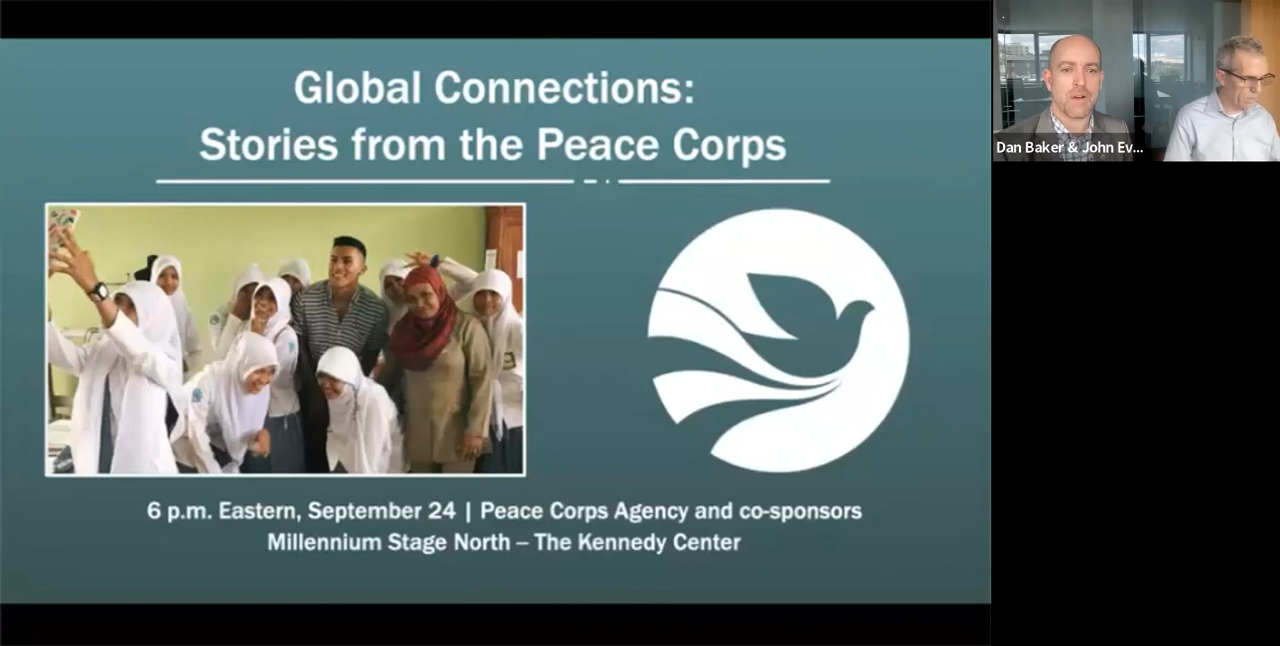 Global Connections:
Stories from the Peace Corps
6 p.m. Eastern, September 24 | Peace Corps Agency and co-sponsors
Millennium Stage North – The Kennedy Center
Dan Baker & John Ev...